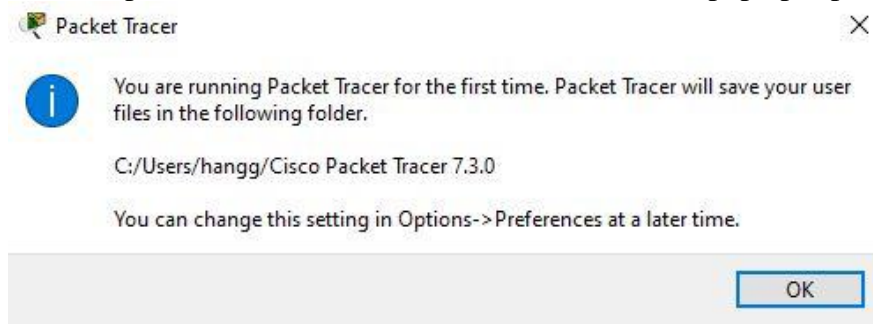 Packet Tracer
You are running Packet Tracer for the first time. Packet Tracer will save your user
files in the following folder.
C:/Users/hangg/Cisco Packet Tracer 7.3.0
You can change this setting in Options->Preferences at a later time.
OK